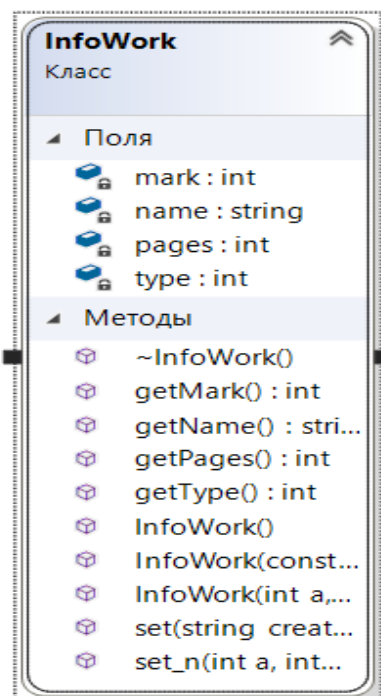 InfoWork
Класс
Поля
mark : int
name : string
pages : int
type : int
Методы
~InfoWork()
getMark() : int
getName() : stri...
getPages() : int
getType() : int
InfoWork()
InfoWork(const...
InfoWork(int a,...
set(string creat...
set_n(int a, int...